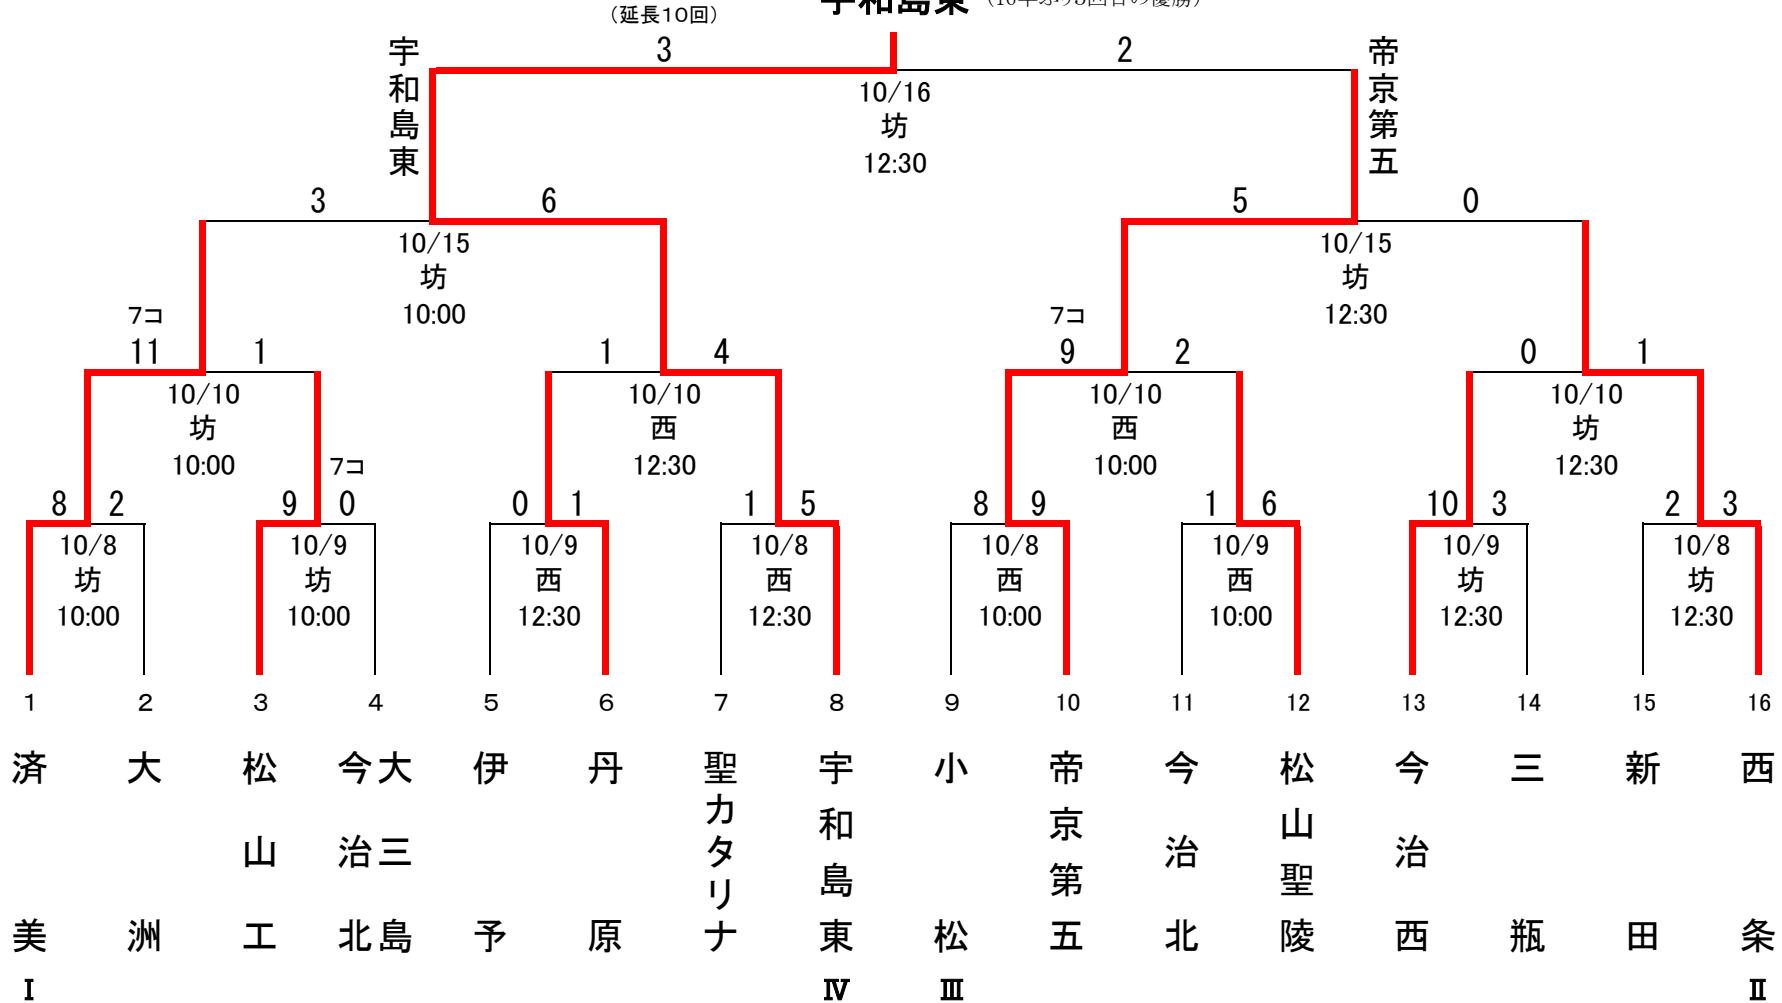 (延長10回)
宇和島東
3
2
宇和島東
帝京第五
10/16
坊
12:30
3
6
5
0
10/15
坊
10:00
10/15
坊
12:30
7コ
7コ
11
1
1
4
9
2
0
1
10/10
坊
10:00
10/10
西
12:30
10/10
西
10:00
10/10
坊
12:30
7コ
8
2
9
0
0
1
1
5
8
9
1
6
10
3
2
3
10/8
坊
10:00
10/9
坊
10:00
10/9
西
12:30
10/8
西
12:30
10/8
西
10:00
10/9
西
10:00
10/9
坊
12:30
10/8
坊
12:30
1
2
3
4
5
6
7
8
9
10
11
12
13
14
15
16
済美
大洲
松山工
今治北
大三島
伊予
丹原
聖カタリナ
宇和島東
小松
帝京第五
今治北
松山聖陵
今治西
三瓶
新田
西条
Ⅰ
Ⅳ
Ⅲ
Ⅱ